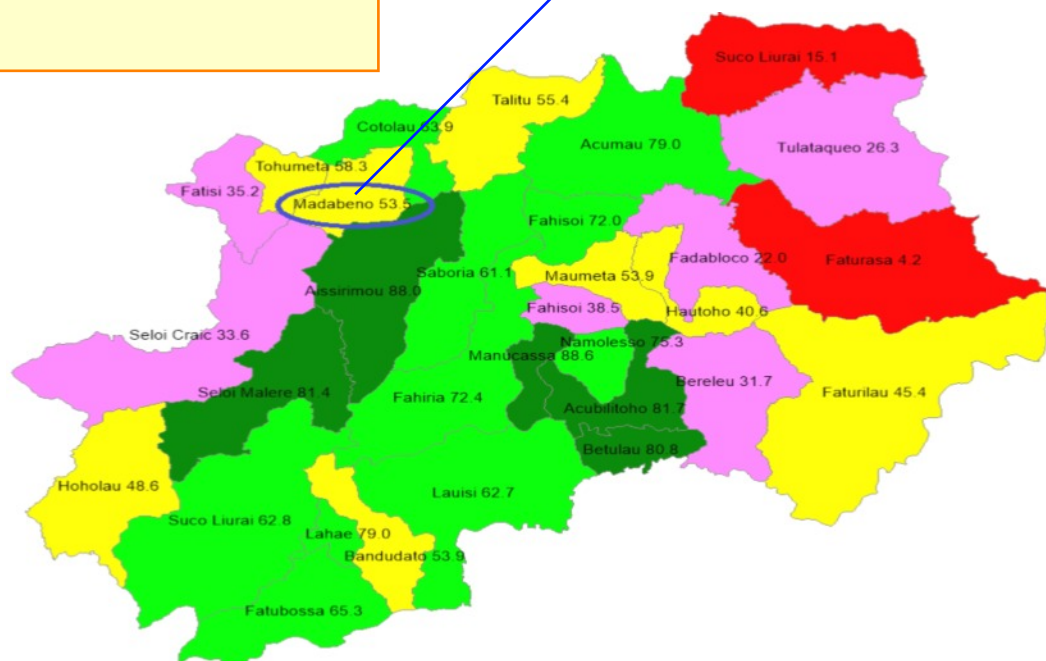 Suco Liurai 15.1
Talitu 55.4
Cotolau 63.9
Acumau 79.0
Tulataqueo 26.3
Tohumeta 58.3
Fatisi 35.2
Madabeno 53.5
Fahisoi 72.0
Fadabloco 22.0
Faturasa 4.2
Saboria 61.1
Maumeta 53.9
Aissirimou 88.0
Fahisoi 38.5
Hautoho 40.6
Seloi Craic 33.6
Namolesso 75.3
Manucassa 88.6
Bereleu 31.7
Seloi Malere 81.4
Fahiria 72.4
Acubilitoho 81.7
Faturilau 45.4
Betulau 80.8
Hoholau 48.6
Lauisi 62.7
Suco Liurai 62.8
Lahae 79.0
Bandudato 53.9
Fatubossa 65.3